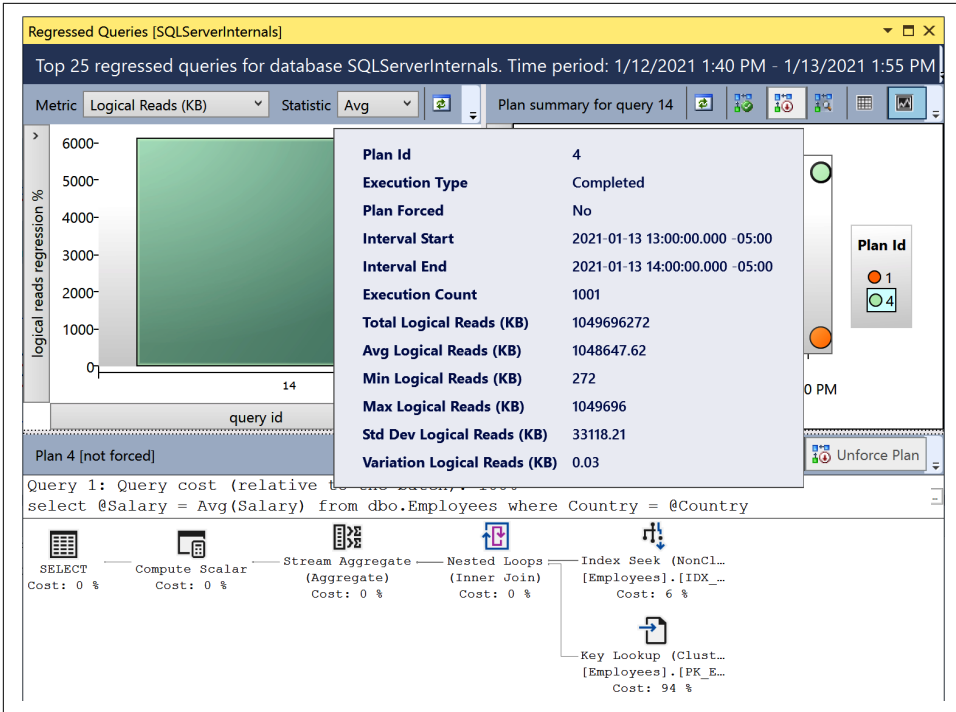 Regressed Queries [SQLServerInternals]
Top 25 regressed queries for database SQLServerInternals. Time period: 1/12/2021 1:40 PM - 1/13/2021 1:55 PM
Metric Logical Reads (KB) Statistic Avg Plan summary for query 14
logical reads regression %
6000
5000
4000
3000
2000
1000
0
14
query id
Plan Id 4
Execution Type Completed
Plan Forced No
Interval Start 2021-01-13 13:00:00.000 -05:00
Interval End 2021-01-13 14:00:00.000 -05:00
Execution Count 1001
Total Logical Reads (KB) 1049696272
Avg Logical Reads (KB) 1048647.62
Min Logical Reads (KB) 272
Max Logical Reads (KB) 1049696
Std Dev Logical Reads (KB) 33118.21
Variation Logical Reads (KB) 0.03
Plan Id
1
4
0 PM
Plan 4 [not forced] Unforce Plan
Query 1: Query cost (relative
select @Salary = Avg(Salary) from dbo.Employees where Country = @Country
SELECT
Cost: 0 %
Compute Scalar
Cost: 0 %
Stream Aggregate
(Aggregate)
Cost: 0 %
Nested Loops
(Inner Join)
Cost: 0 %
Index Seek (NonCl…
[Employees].[IDX_…
Cost: 6 %
Key Lookup (Clust…
[Employees].[PK_E…
Cost: 94 %